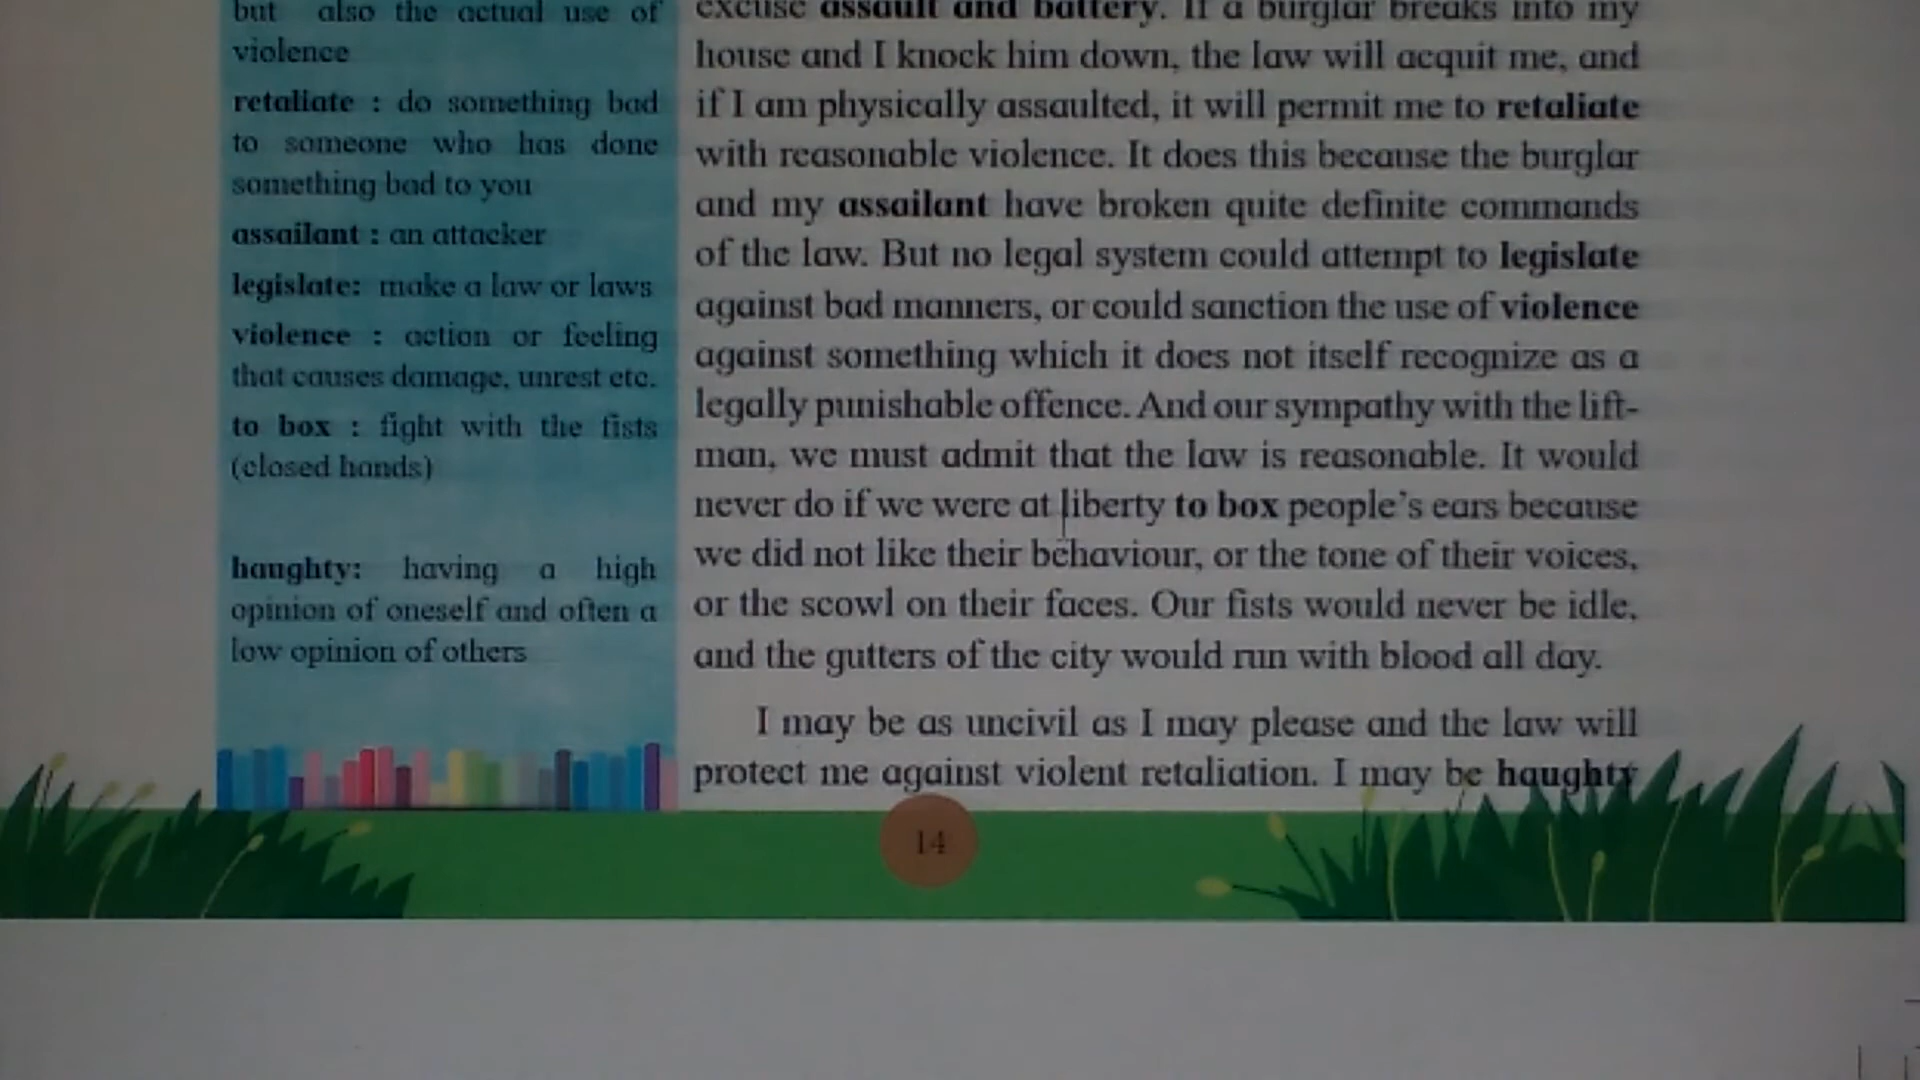 but also the actual use of
violence
retaliate : do something bad
to someone who has done
something bad to you
assailant : an attacker
legislate: make a law or laws
violence : action or feeling
that causes damage, unrest etc.
to box : fight with the fists
(closed hands)
haughty: having a high
opinion of oneself and often a
low opinion of others
excuse assault and battery. If a burglar breaks into my
house and I knock him down, the law will acquit me, and
if I am physically assaulted, it will permit me to retaliate
with reasonable violence. It does this because the burglar
and my assailant have broken quite definite commands
of the law. But no legal system could attempt to legislate
against bad manners, or could sanction the use of violence
against something which it does not itself recognize as a
legally punishable offence. And our sympathy with the lift-
man, we must admit that the law is reasonable. It would
never do if we were at liberty to box people's ears because
we did not like their behaviour, or the tone of their voices,
or the scowl on their faces. Our fists would never be idle,
and the gutters of the city would run with blood all day.
I may be as uncivil as I may please and the law will
protect me against violent retaliation. I may be haughty
14